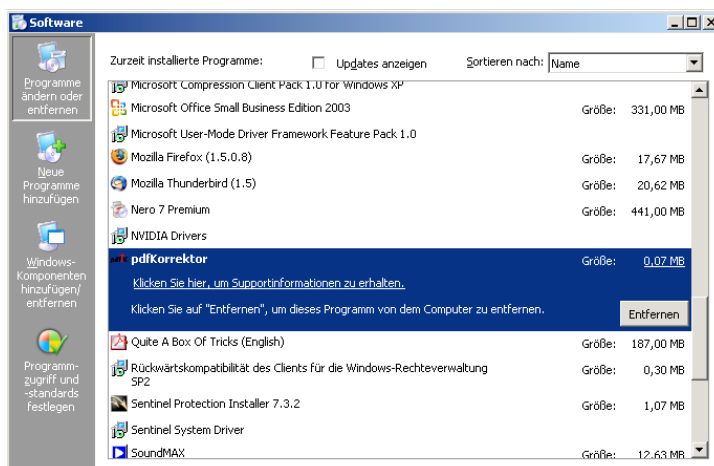 Software
Programme
ändern oder
entfernen
Neue
Programme
hinzufügen
Windows-
Komponenten
hinzufügen/
entfernen
Programm-
zugriff und
-standards
festlegen
Zurzeit installierte Programme:
Updates anzeigen
Sortieren nach: Name
Microsoft Compression Client Pack 1.0 for Windows XP
Microsoft Office Small Business Edition 2003 Größe: 331,00 MB
Microsoft User-Mode Driver Framework Feature Pack 1.0
Mozilla Firefox (1.5.0.8) Größe: 17,67 MB
Mozilla Thunderbird (1.5) Größe: 20,62 MB
Nero 7 Premium Größe: 441,00 MB
NVIDIA Drivers
pdfKorrektor Größe: 0,07 MB
Klicken Sie hier, um Supportinformationen zu erhalten.
Klicken Sie auf "Entfernen", um dieses Programm von dem Computer zu entfernen.
Entfernen
Quite A Box Of Tricks (English) Größe: 187,00 MB
Rückwärtskompatibilität des Clients für die Windows-Rechteverwaltung Größe: 0,30 MB
SP2
Sentinel Protection Installer 7.3.2 Größe: 1,07 MB
Sentinel System Driver
SoundMAX Größe: 12,63 MB